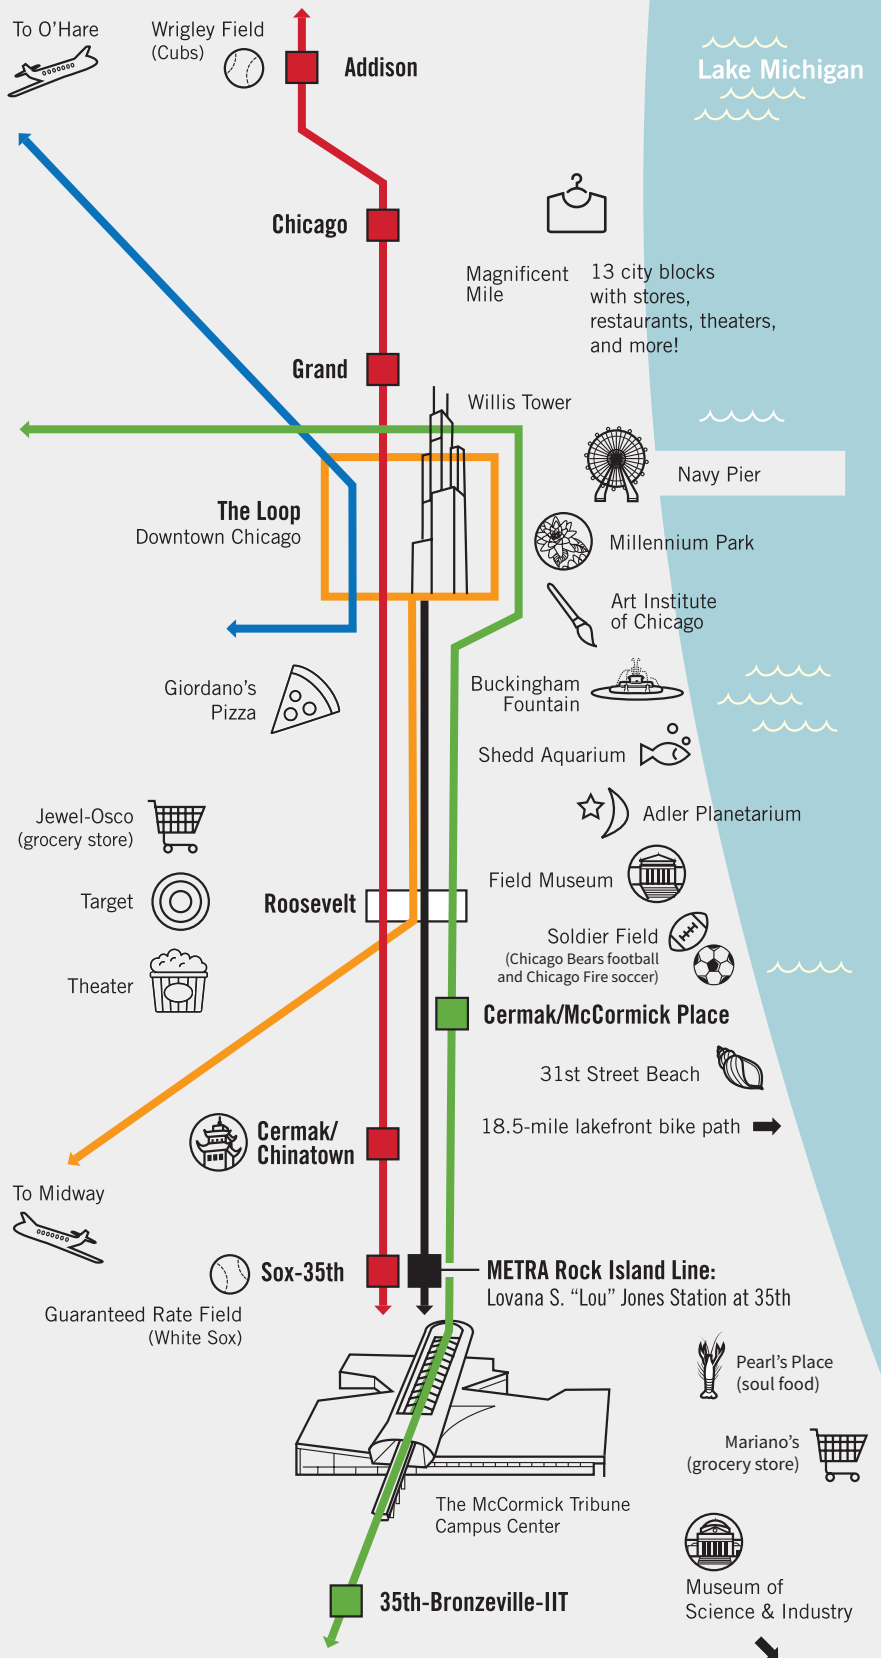 To O’Hare
Wrigley Field
(Cubs)
Addison
Lake Michigan
Chicago
Magnificent
Mile
13 city blocks
with stores,
restaurants, theaters,
and more!
Grand
Willis Tower
Navy Pier
The Loop
Downtown Chicago
Millennium Park
Art Institute
of Chicago
Giordano’s
Pizza
Buckingham
Fountain
Shedd Aquarium
Adler Planetarium
Jewel-Osco
(grocery store)
Target
Roosevelt
Field Museum
Soldier Field
(Chicago Bears football
and Chicago Fire soccer)
Theater
Cermak/McCormick Place
31st Street Beach
18.5-mile lakefront bike path
Cermak/
Chinatown
To Midway
Sox-35th
METRA Rock Island Line:
Lovana S. “Lou” Jones Station at 35th
Guaranteed Rate Field
(White Sox)
Pearl’s Place
(soul food)
Mariano’s
(grocery store)
The McCormick Tribune
Campus Center
Museum of
Science & Industry
35th-Bronzeville-IIT